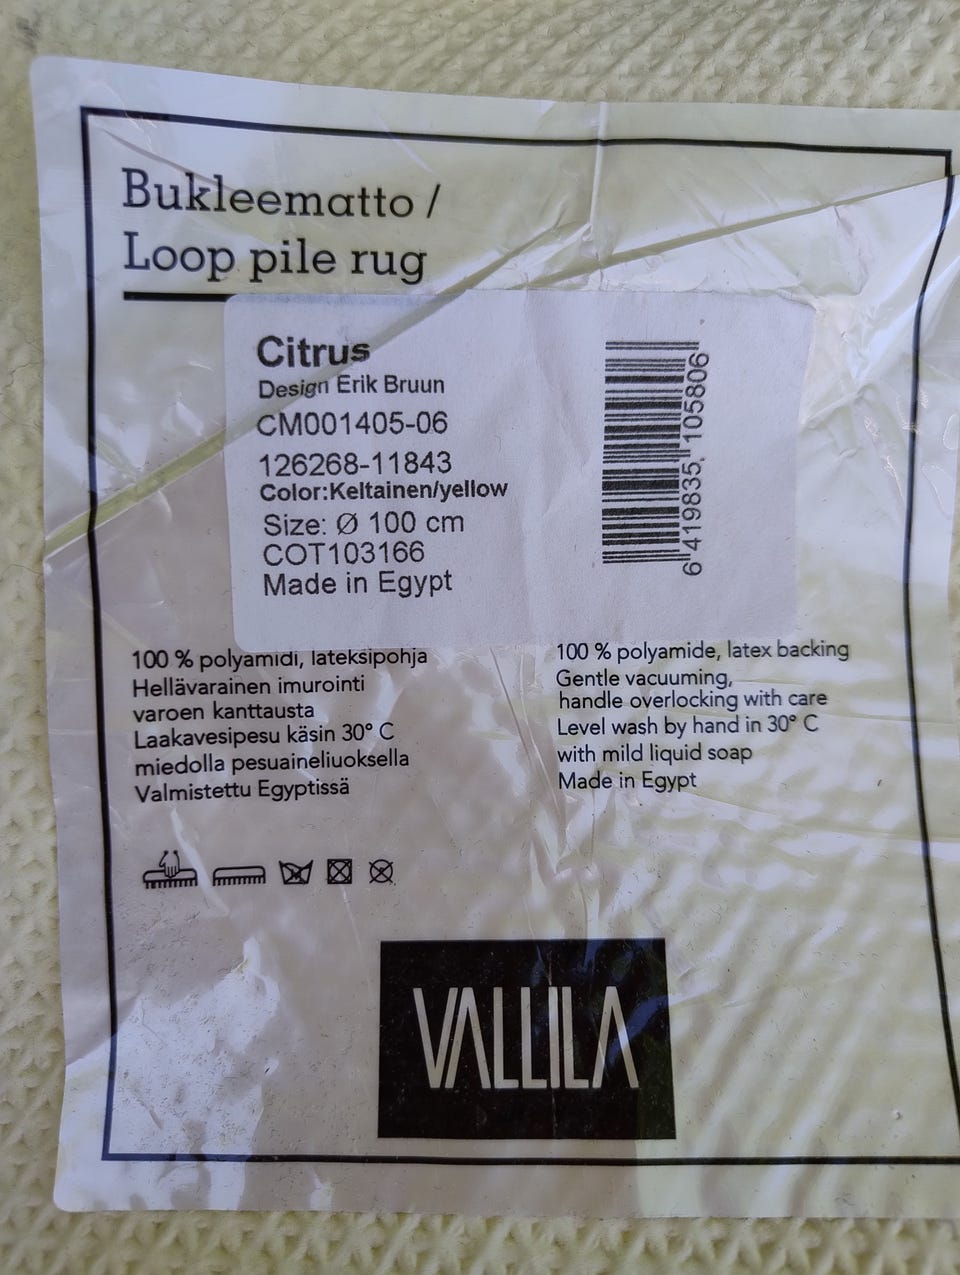 Bukleematto /
Loop pile rug
Citrus
Design Erik Bruun
CM001405-06
126268-11843
Color:Keltainen/yellow
Size: Ø 100 cm
COT103166
Made in Egypt
6 419835 105806
100 % polyamidi, lateksipohja
Hellävarainen imurointi
varoen kanttausta
Laakavesipesu käsin 30° C
miedolla pesuaineliuoksella
Valmistettu Egyptissä
100 % polyamide, latex backing
Gentle vacuuming,
handle overlocking with care
Level wash by hand in 30° C
with mild liquid soap
Made in Egypt
VALLILA